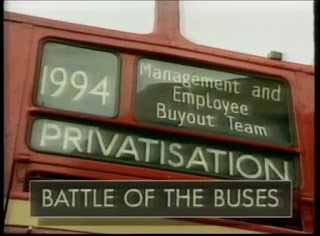 1994
Management and
Employee
Buyout Team
PRIVATISATION
BATTLE OF THE BUSES